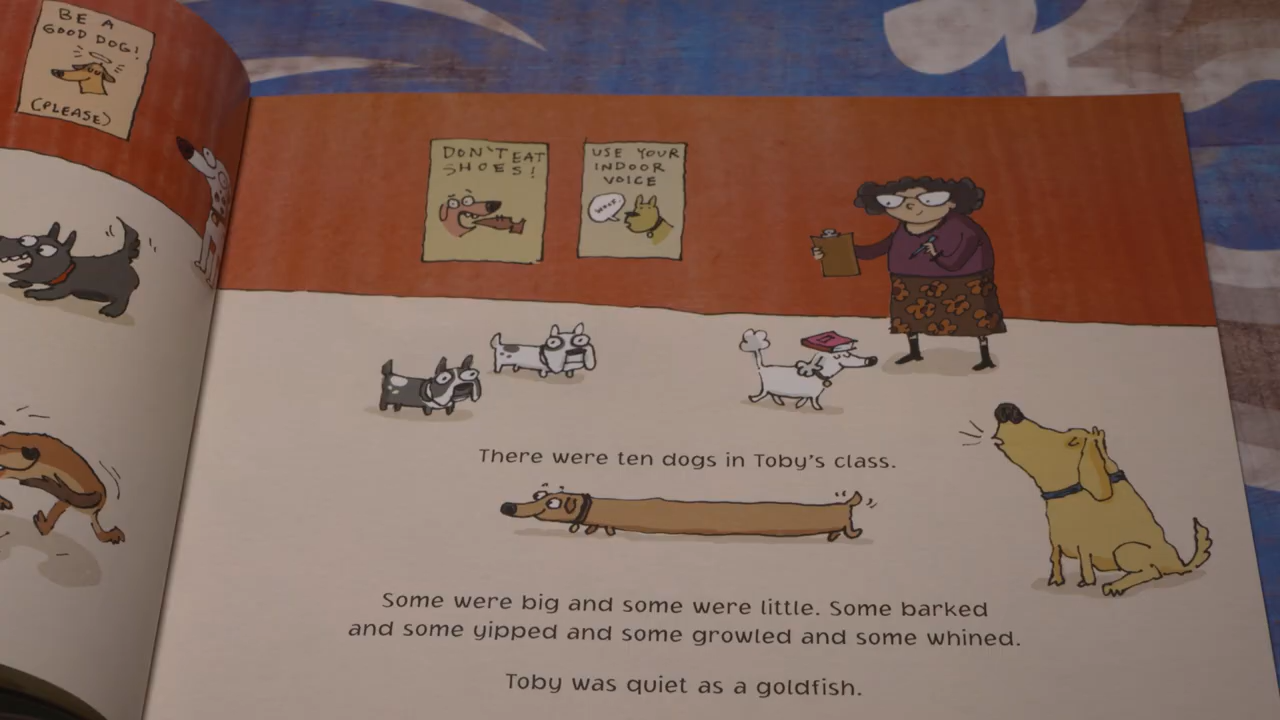 BE A
GOOD DOG!
(PLEASE)
DON'T EAT
SHOES!
USE YOUR
INDOOR
VOICE
WOOF.
There were ten dogs in Toby's class.
Some were big and some were little. Some barked
and some yipped and some growled and some whined.
Toby was quiet as a goldfish.